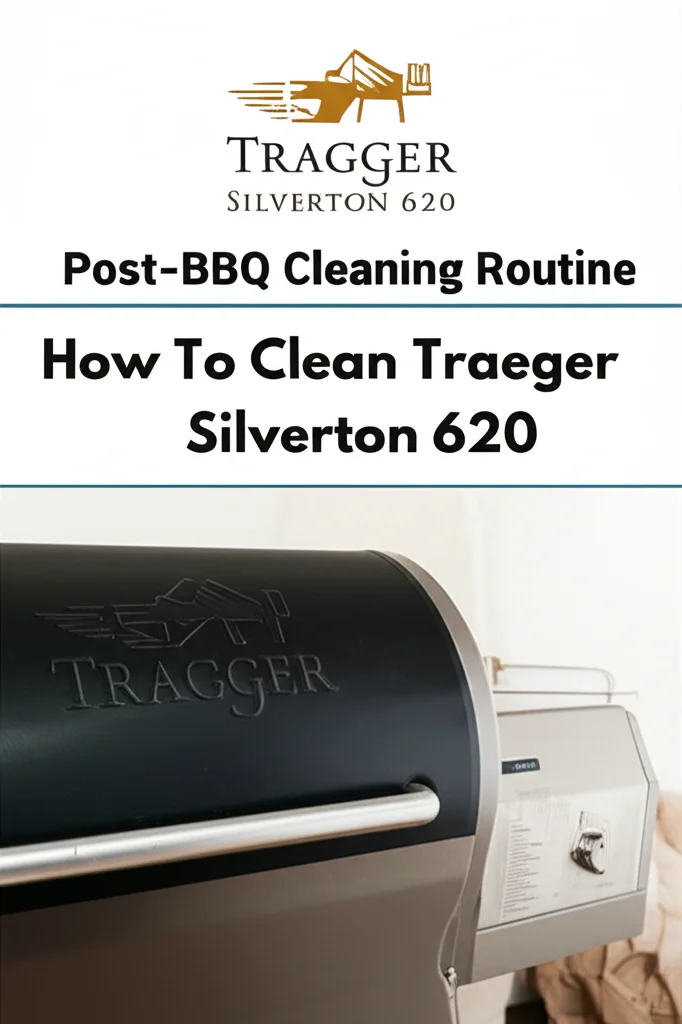 TRAGGER
SILVERTON 620
Post-BBQ Cleaning Routine
How To Clean Traeger
Silverton 620
TRAGGER